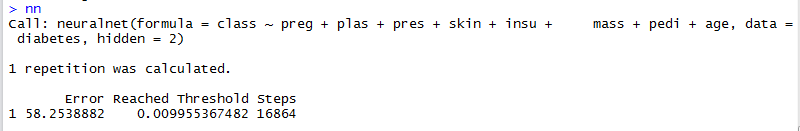 > nn
Call: neuralnet(formula = class ~ preg + plas + pres + skin + insu +     mass + pedi + age, data =
 diabetes, hidden = 2)
1 repetition was calculated.
       Error Reached Threshold Steps
1 58.2538882    0.009955367482 16864